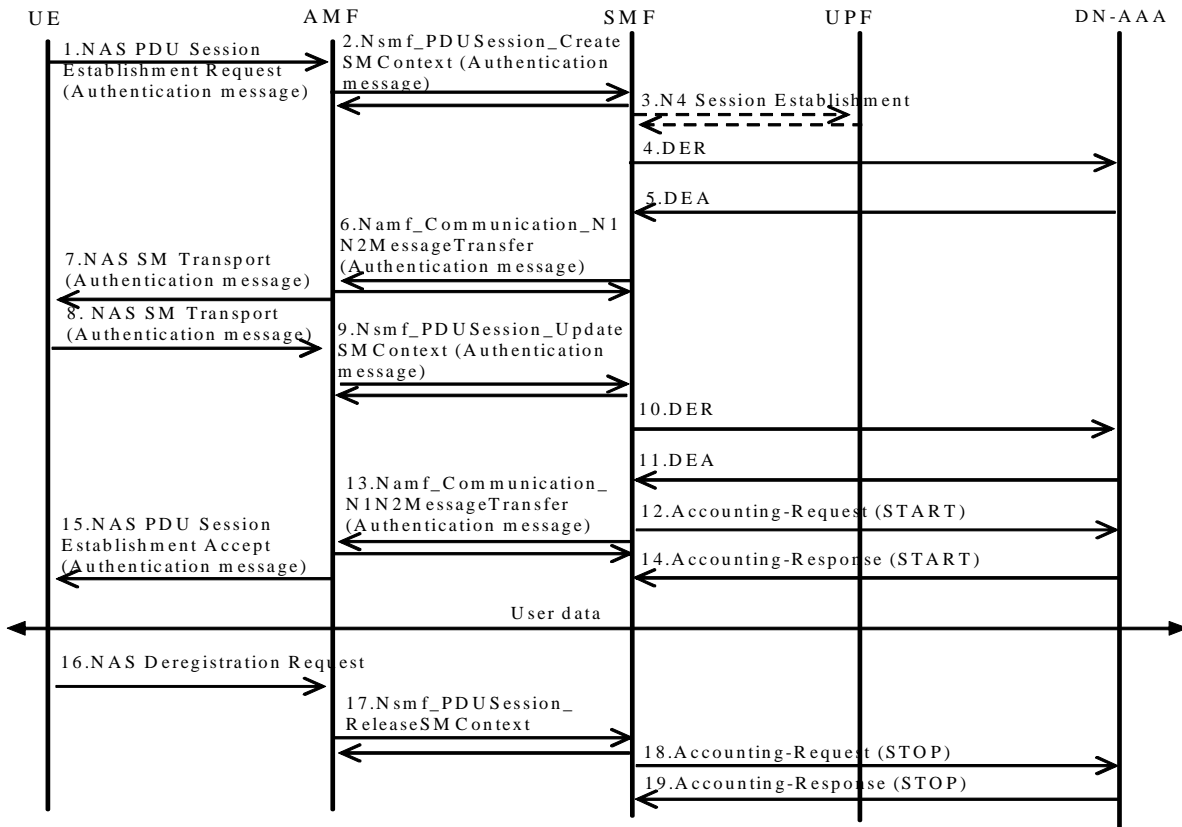 UE
AMF
SMF
UPF
DN-AAA
1.NAS PDU Session
Establishment Request
(Authentication message)
2.Nsmf_PDUSession_Create
SMContext (Authentication
message)
3.N4 Session Establishment
4.DER
5.DEA
6.Namf_Communication_N1
N2MessageTransfer
(Authentication message)
7.NAS SM Transport
(Authentication message)
8. NAS SM Transport
(Authentication message)
9.Nsmf_PDUSession_Update
SMContext (Authentication
message)
10.DER
11.DEA
13.Namf_Communication_
N1N2MessageTransfer
(Authentication message)
12.Accounting-Request (START)
15.NAS PDU Session
Establishment Accept
(Authentication message)
14.Accounting-Response (START)
User data
16.NAS Deregistration Request
17.Nsmf_PDUSession_
ReleaseSMContext
18.Accounting-Request (STOP)
19.Accounting-Response (STOP)